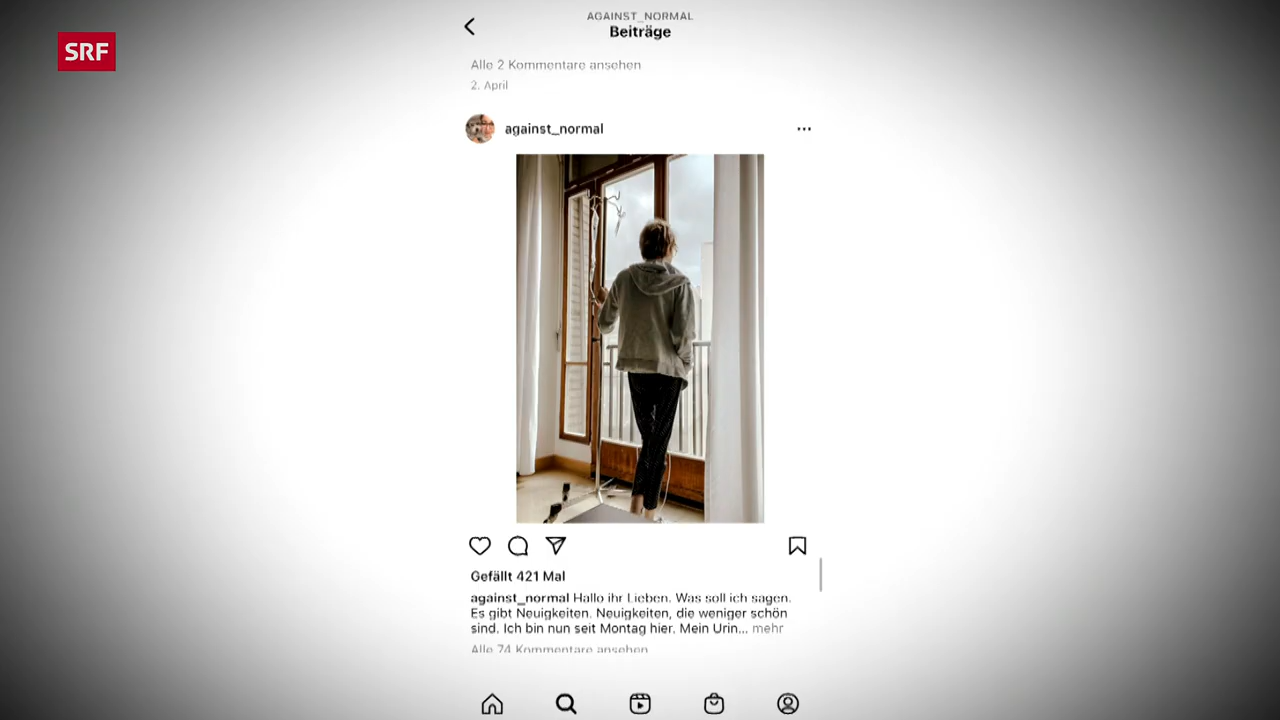 SRF
AGAINST_NORMAL
Beiträge
Alle 2 Kommentare ansehen
2. April
against_normal
Gefällt 421 Mal
against_normal Hallo ihr Lieben. Was soll ich sagen.
Es gibt Neuigkeiten. Neuigkeiten, die weniger schön
sind. Ich bin nun seit Montag hier. Mein Urin... mehr
Alle 74 Kommentare ansehen